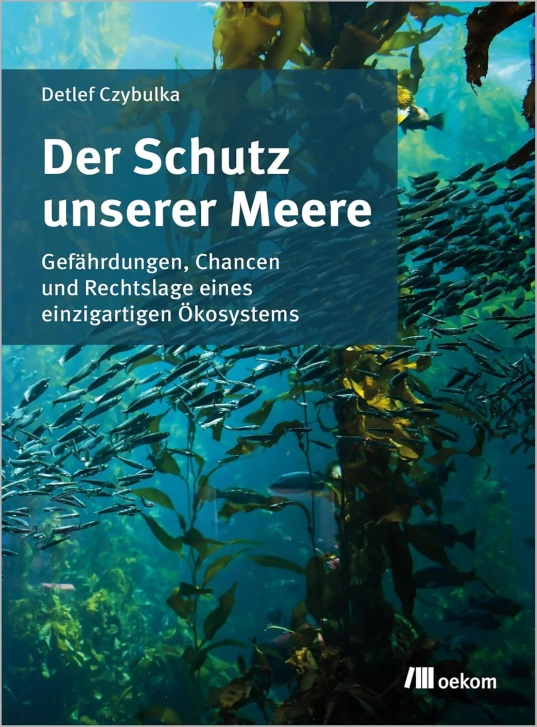 Detlef Czybulka
Der Schutz
unserer Meere
Gefährdungen, Chancen
und Rechtslage eines
einzigartigen Ökosystems
oekom